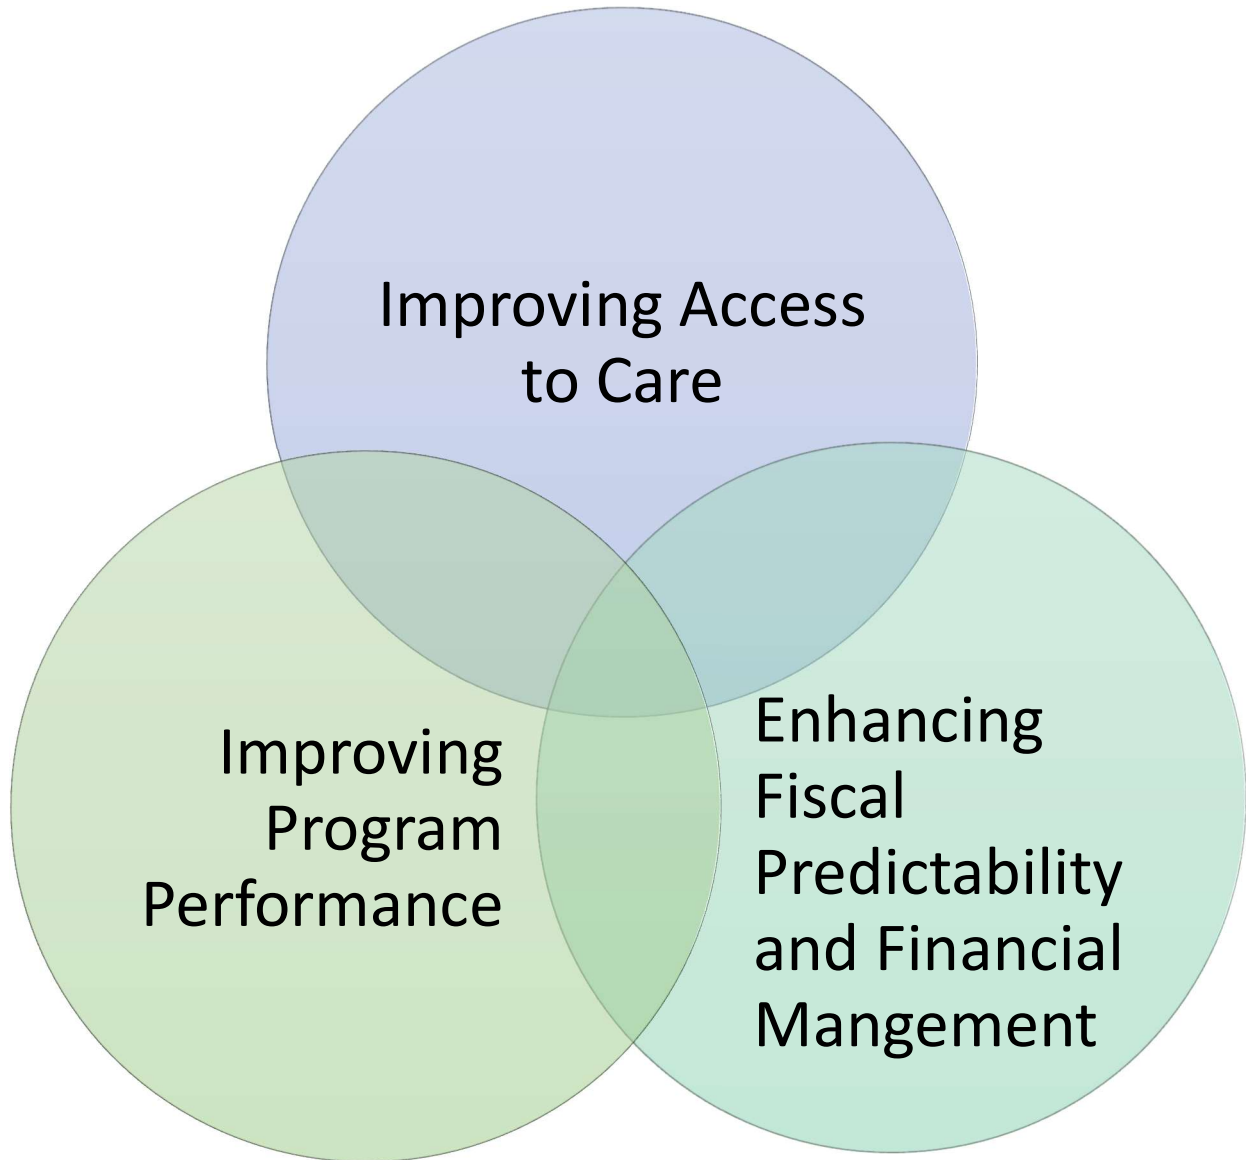 Improving Access
to Care
Improving
Program
Performance
Enhancing
Fiscal
Predictability
and Financial
Mangement